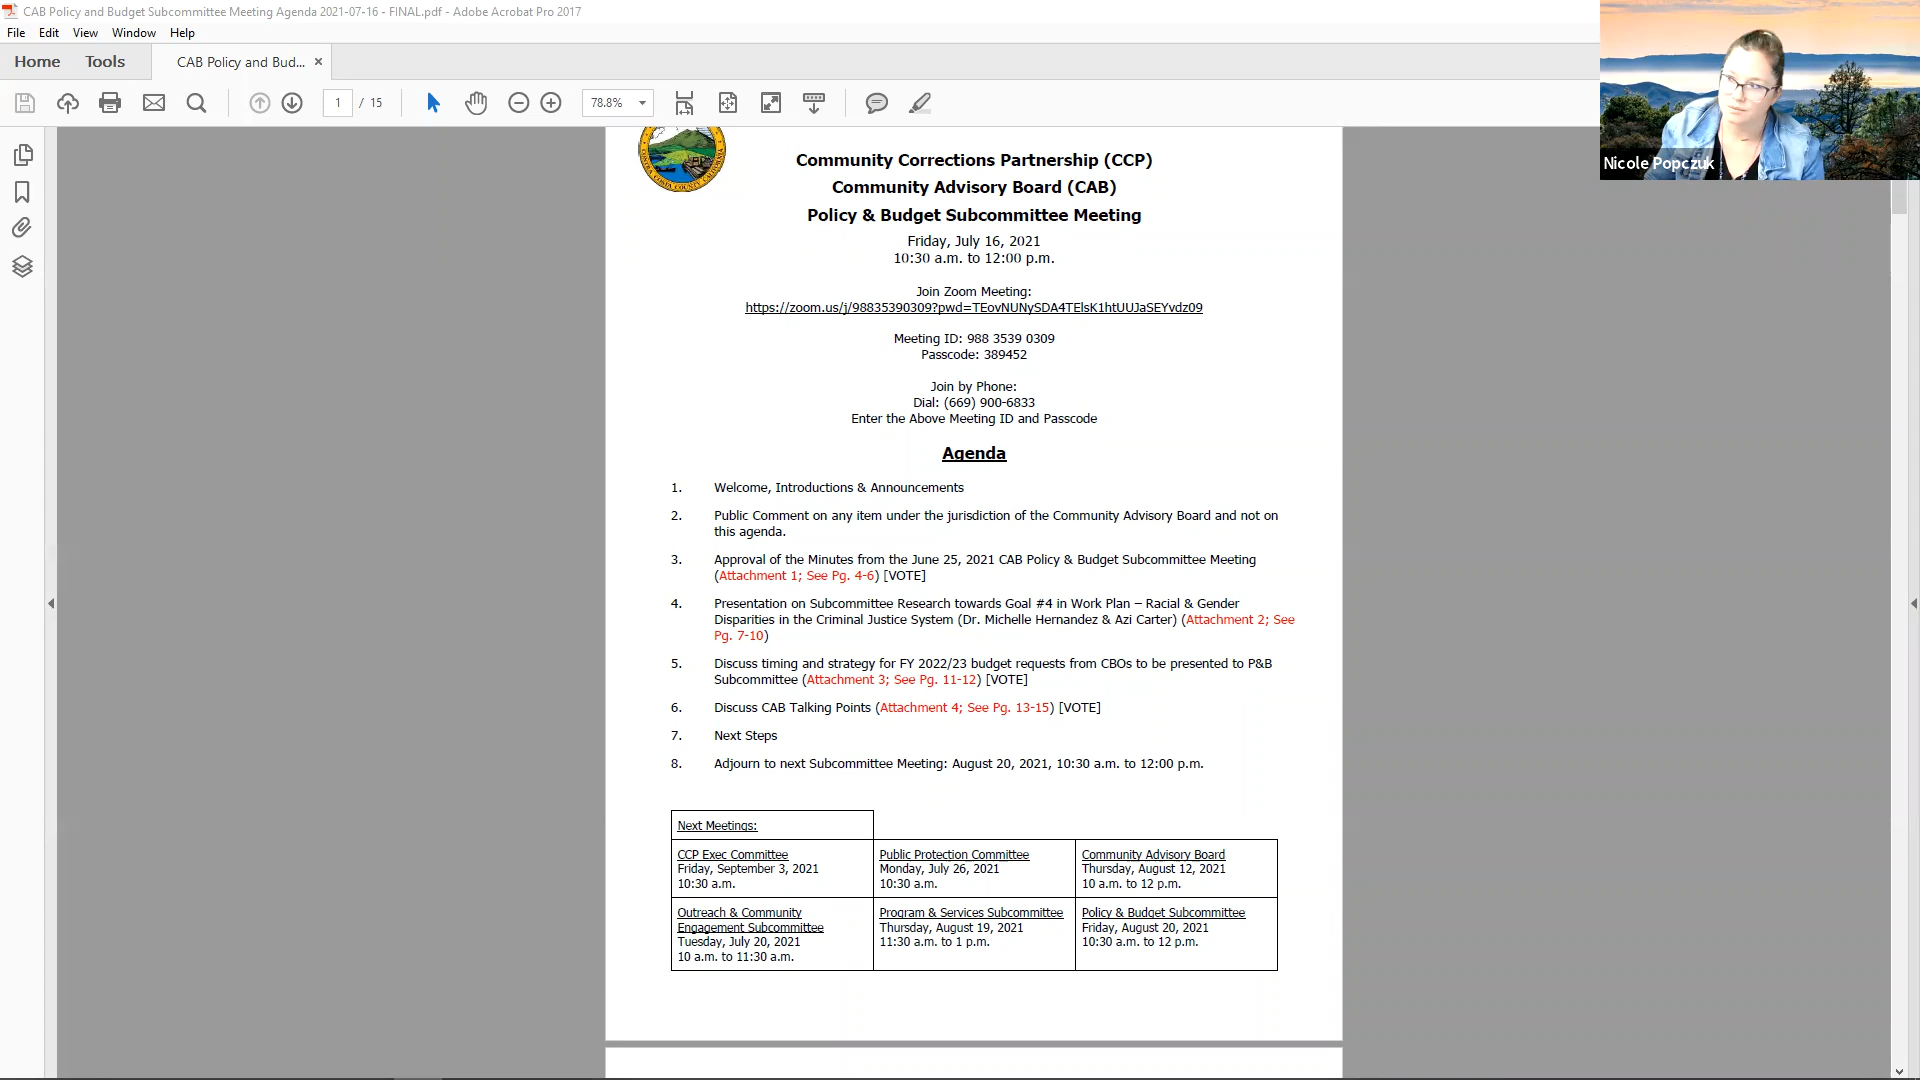 CAB Policy and Budget Subcommittee Meeting Agenda 2021-07-16 - FINAL.pdf - Adobe Acrobat Pro 2017
File Edit View Window Help
Home Tools CAB Policy and Bud... ×
1 / 15 78.8%
Nicole Popczuk
Community Corrections Partnership (CCP)
Community Advisory Board (CAB)
Policy & Budget Subcommittee Meeting
Friday, July 16, 2021
10:30 a.m. to 12:00 p.m.
Join Zoom Meeting:
https://zoom.us/j/98835390309?pwd=TEovNUNySDA4TElsK1htUUJaSEYvdz09
Meeting ID: 988 3539 0309
Passcode: 389452
Join by Phone:
Dial: (669) 900-6833
Enter the Above Meeting ID and Passcode
Agenda
1. Welcome, Introductions & Announcements
2. Public Comment on any item under the jurisdiction of the Community Advisory Board and not on
this agenda.
3. Approval of the Minutes from the June 25, 2021 CAB Policy & Budget Subcommittee Meeting
(Attachment 1; See Pg. 4-6) [VOTE]
4. Presentation on Subcommittee Research towards Goal #4 in Work Plan – Racial & Gender
Disparities in the Criminal Justice System (Dr. Michelle Hernandez & Azi Carter) (Attachment 2; See
Pg. 7-10)
5. Discuss timing and strategy for FY 2022/23 budget requests from CBOs to be presented to P&B
Subcommittee (Attachment 3; See Pg. 11-12) [VOTE]
6. Discuss CAB Talking Points (Attachment 4; See Pg. 13-15) [VOTE]
7. Next Steps
8. Adjourn to next Subcommittee Meeting: August 20, 2021, 10:30 a.m. to 12:00 p.m.
Next Meetings:
CCP Exec Committee
Friday, September 3, 2021
10:30 a.m.
Public Protection Committee
Monday, July 26, 2021
10:30 a.m.
Community Advisory Board
Thursday, August 12, 2021
10 a.m. to 12 p.m.
Outreach & Community
Engagement Subcommittee
Tuesday, July 20, 2021
10 a.m. to 11:30 a.m.
Program & Services Subcommittee
Thursday, August 19, 2021
11:30 a.m. to 1 p.m.
Policy & Budget Subcommittee
Friday, August 20, 2021
10:30 a.m. to 12 p.m.